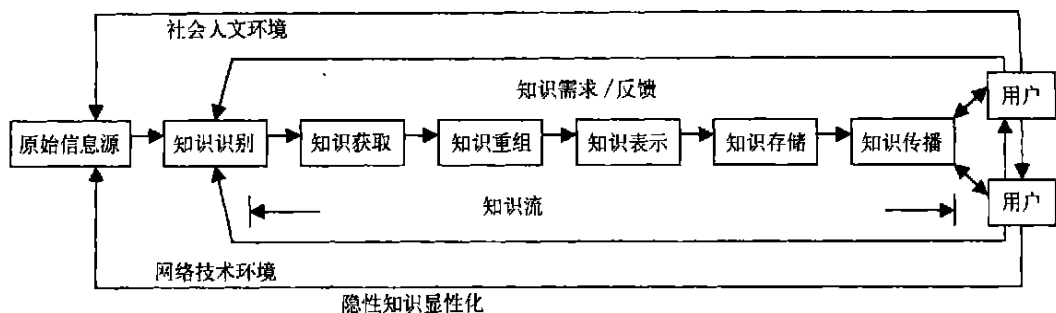 社会人文环境
知识需求/反馈
用户
原始信息源
知识识别
知识获取
知识重组
知识表示
知识存储
知识传播
用户
知识流
网络技术环境
隐性知识显性化